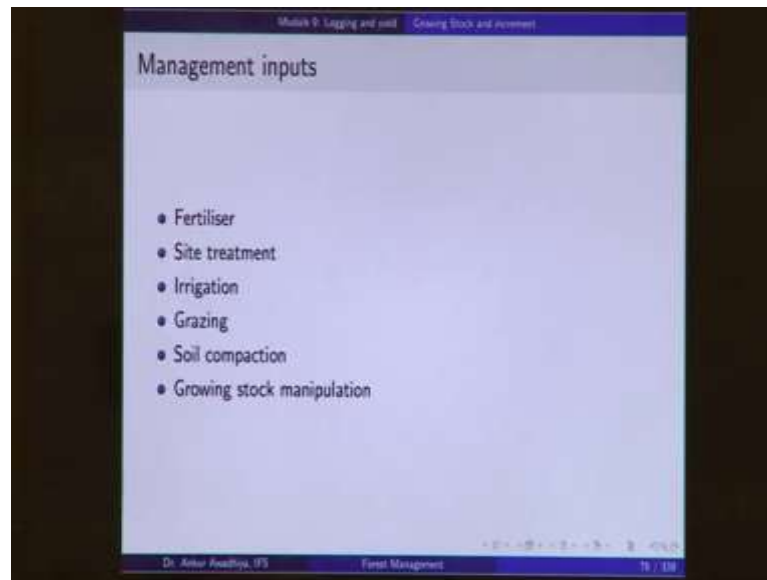 Module 9: Logging and yield Growing Stock and increment
Management inputs
Fertiliser
Site treatment
Irrigation
Grazing
Soil compaction
Growing stock manipulation
Dr. Ankur Awadhiya, IFS Forest Management